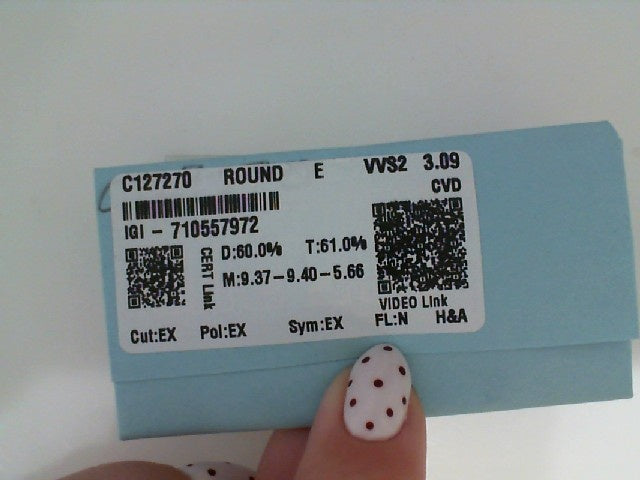 C127270 ROUND E VVS2 3.09
CVD
IGI - 710557972
CERT Link
D:60.0% T:61.0%
M:9.37-9.40-5.66
VIDEO Link
Cut:EX Pol:EX Sym:EX FL:N H&A